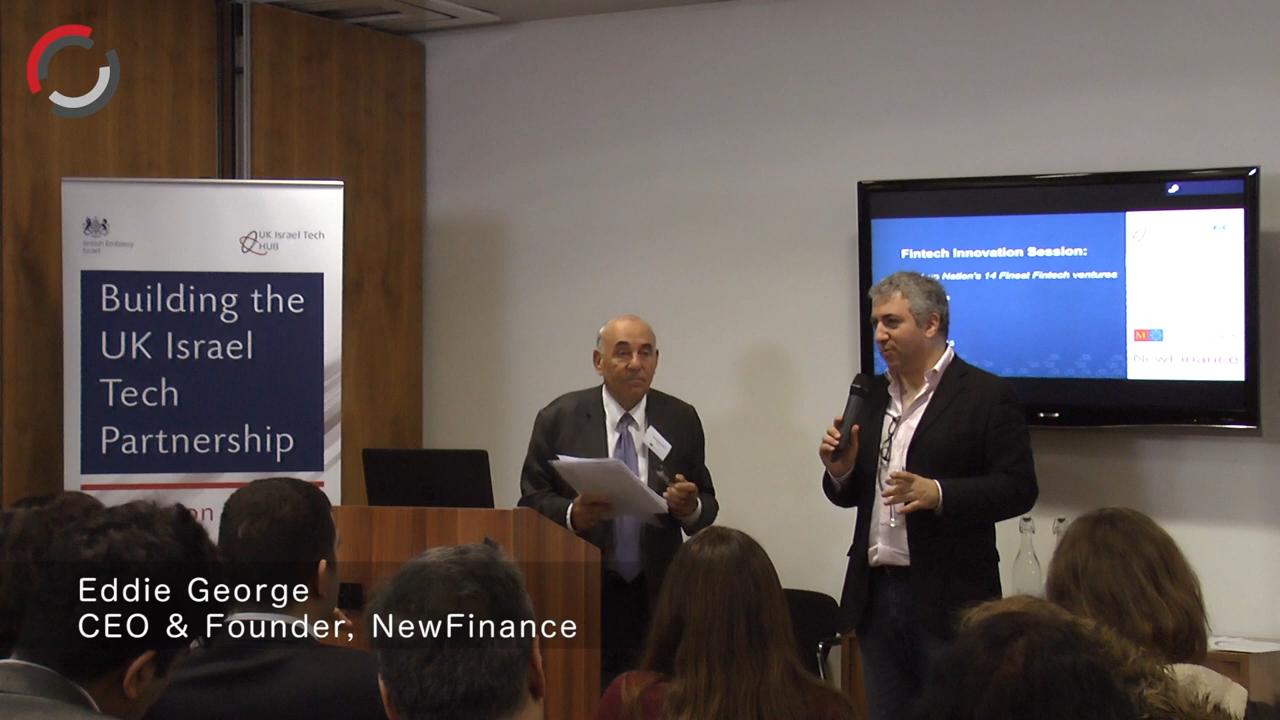 British Embassy
Israel
UK Israel Tech
HUB
Building the
UK Israel
Tech
Partnership
Fintech Innovation Session:
Nation's 14 Finest Fintech ventures
NewFinance
Eddie George
CEO & Founder, NewFinance